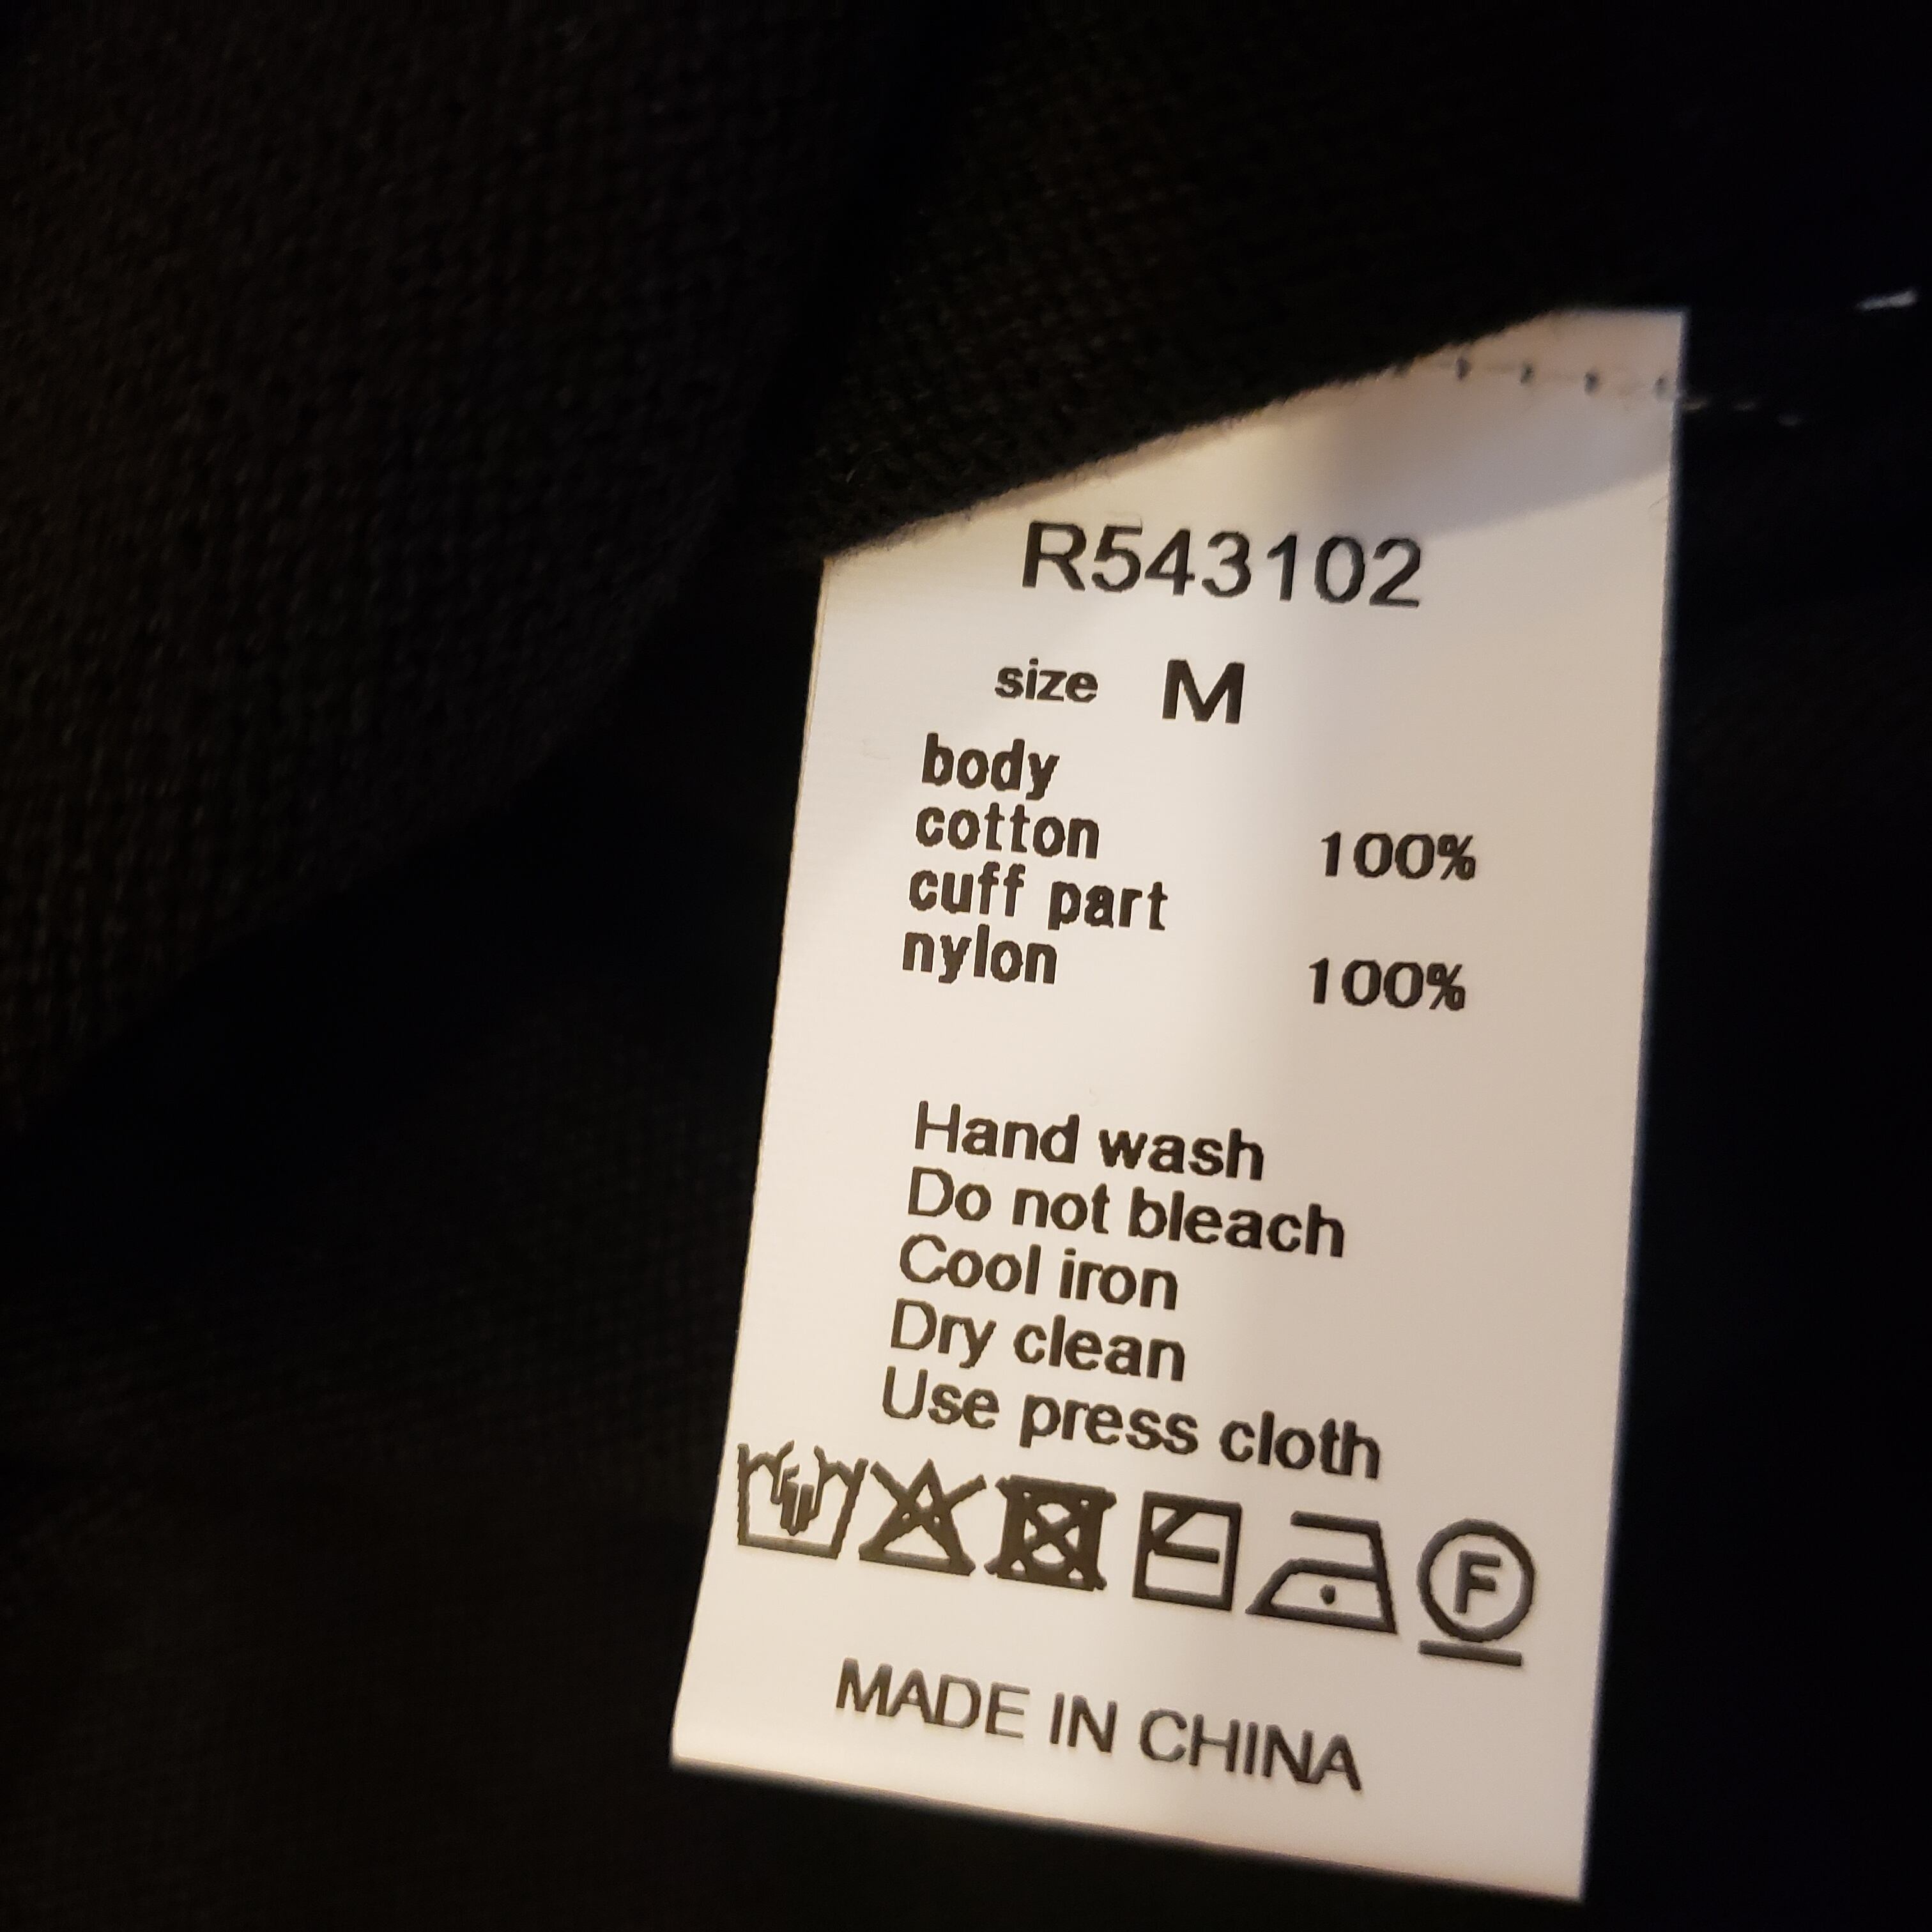 R543102
size M
body
cotton 100%
cuff part
nylon 100%
Hand wash
Do not bleach
Cool iron
Dry clean
Use press cloth
F
MADE IN CHINA